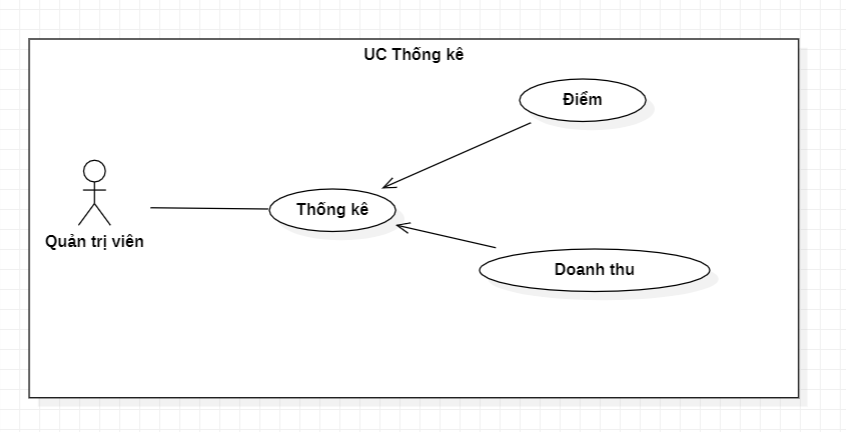 UC Thống kê
Điểm
Thống kê
Quản trị viên
Doanh thu